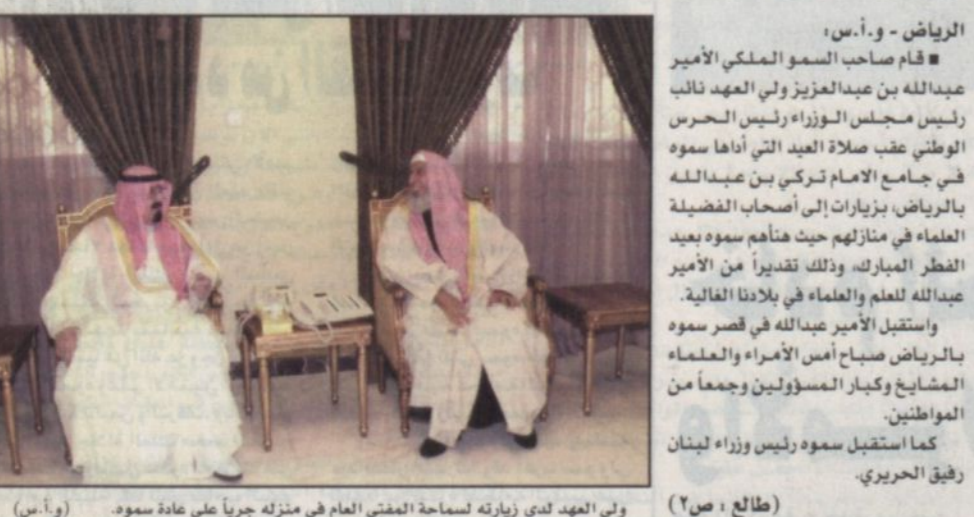 الرياض - و.أ.س:
■ قام صاحب السمو الملكي الأمير
عبدالله بن عبدالعزيز ولي العهد نائب
رئيس مجلس الوزراء رئيس الحرس
الوطني عقب صلاة العيد التي أداها سموه
في جامع الامام تركي بن عبدالله
بالرياض، بزيارات إلى أصحاب الفضيلة
العلماء في منازلهم حيث هنأهم سموه بعيد
الفطر المبارك، وذلك تقديراً من الأمير
عبدالله للعلم والعلماء في بلادنا الغالية.
واستقبل الأمير عبدالله في قصر سموه
بالرياض صباح أمس الأمراء والعلماء
المشايخ وكبار المسؤولين وجمعاً من
المواطنين.
كما استقبل سموه رئيس وزراء لبنان
رفيق الحريري.
(طالع : ص٢)
ولي العهد لدى زيارته لسماحة المفتي العام في منزله جرياً على عادة سموه. (و.أ.س)